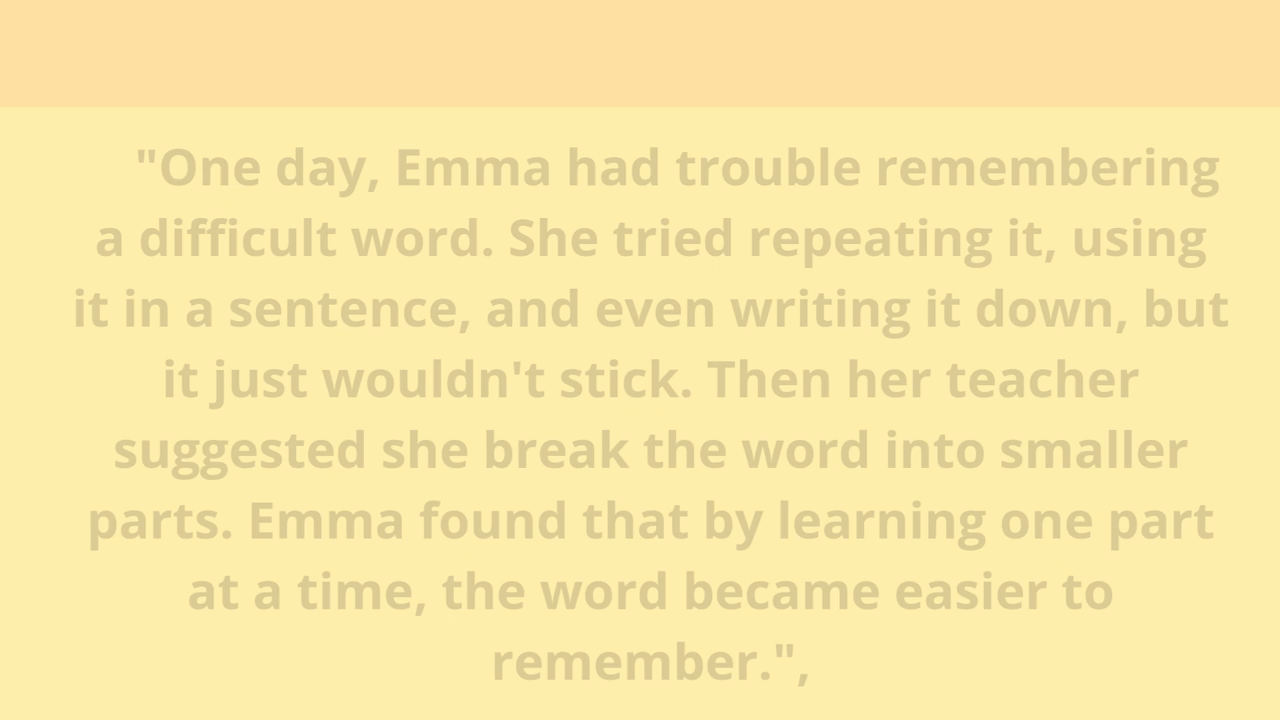 "One day, Emma had trouble remembering
a difficult word. She tried repeating it, using
it in a sentence, and even writing it down, but
it just wouldn't stick. Then her teacher
suggested she break the word into smaller
parts. Emma found that by learning one part
at a time, the word became easier to
remember.",